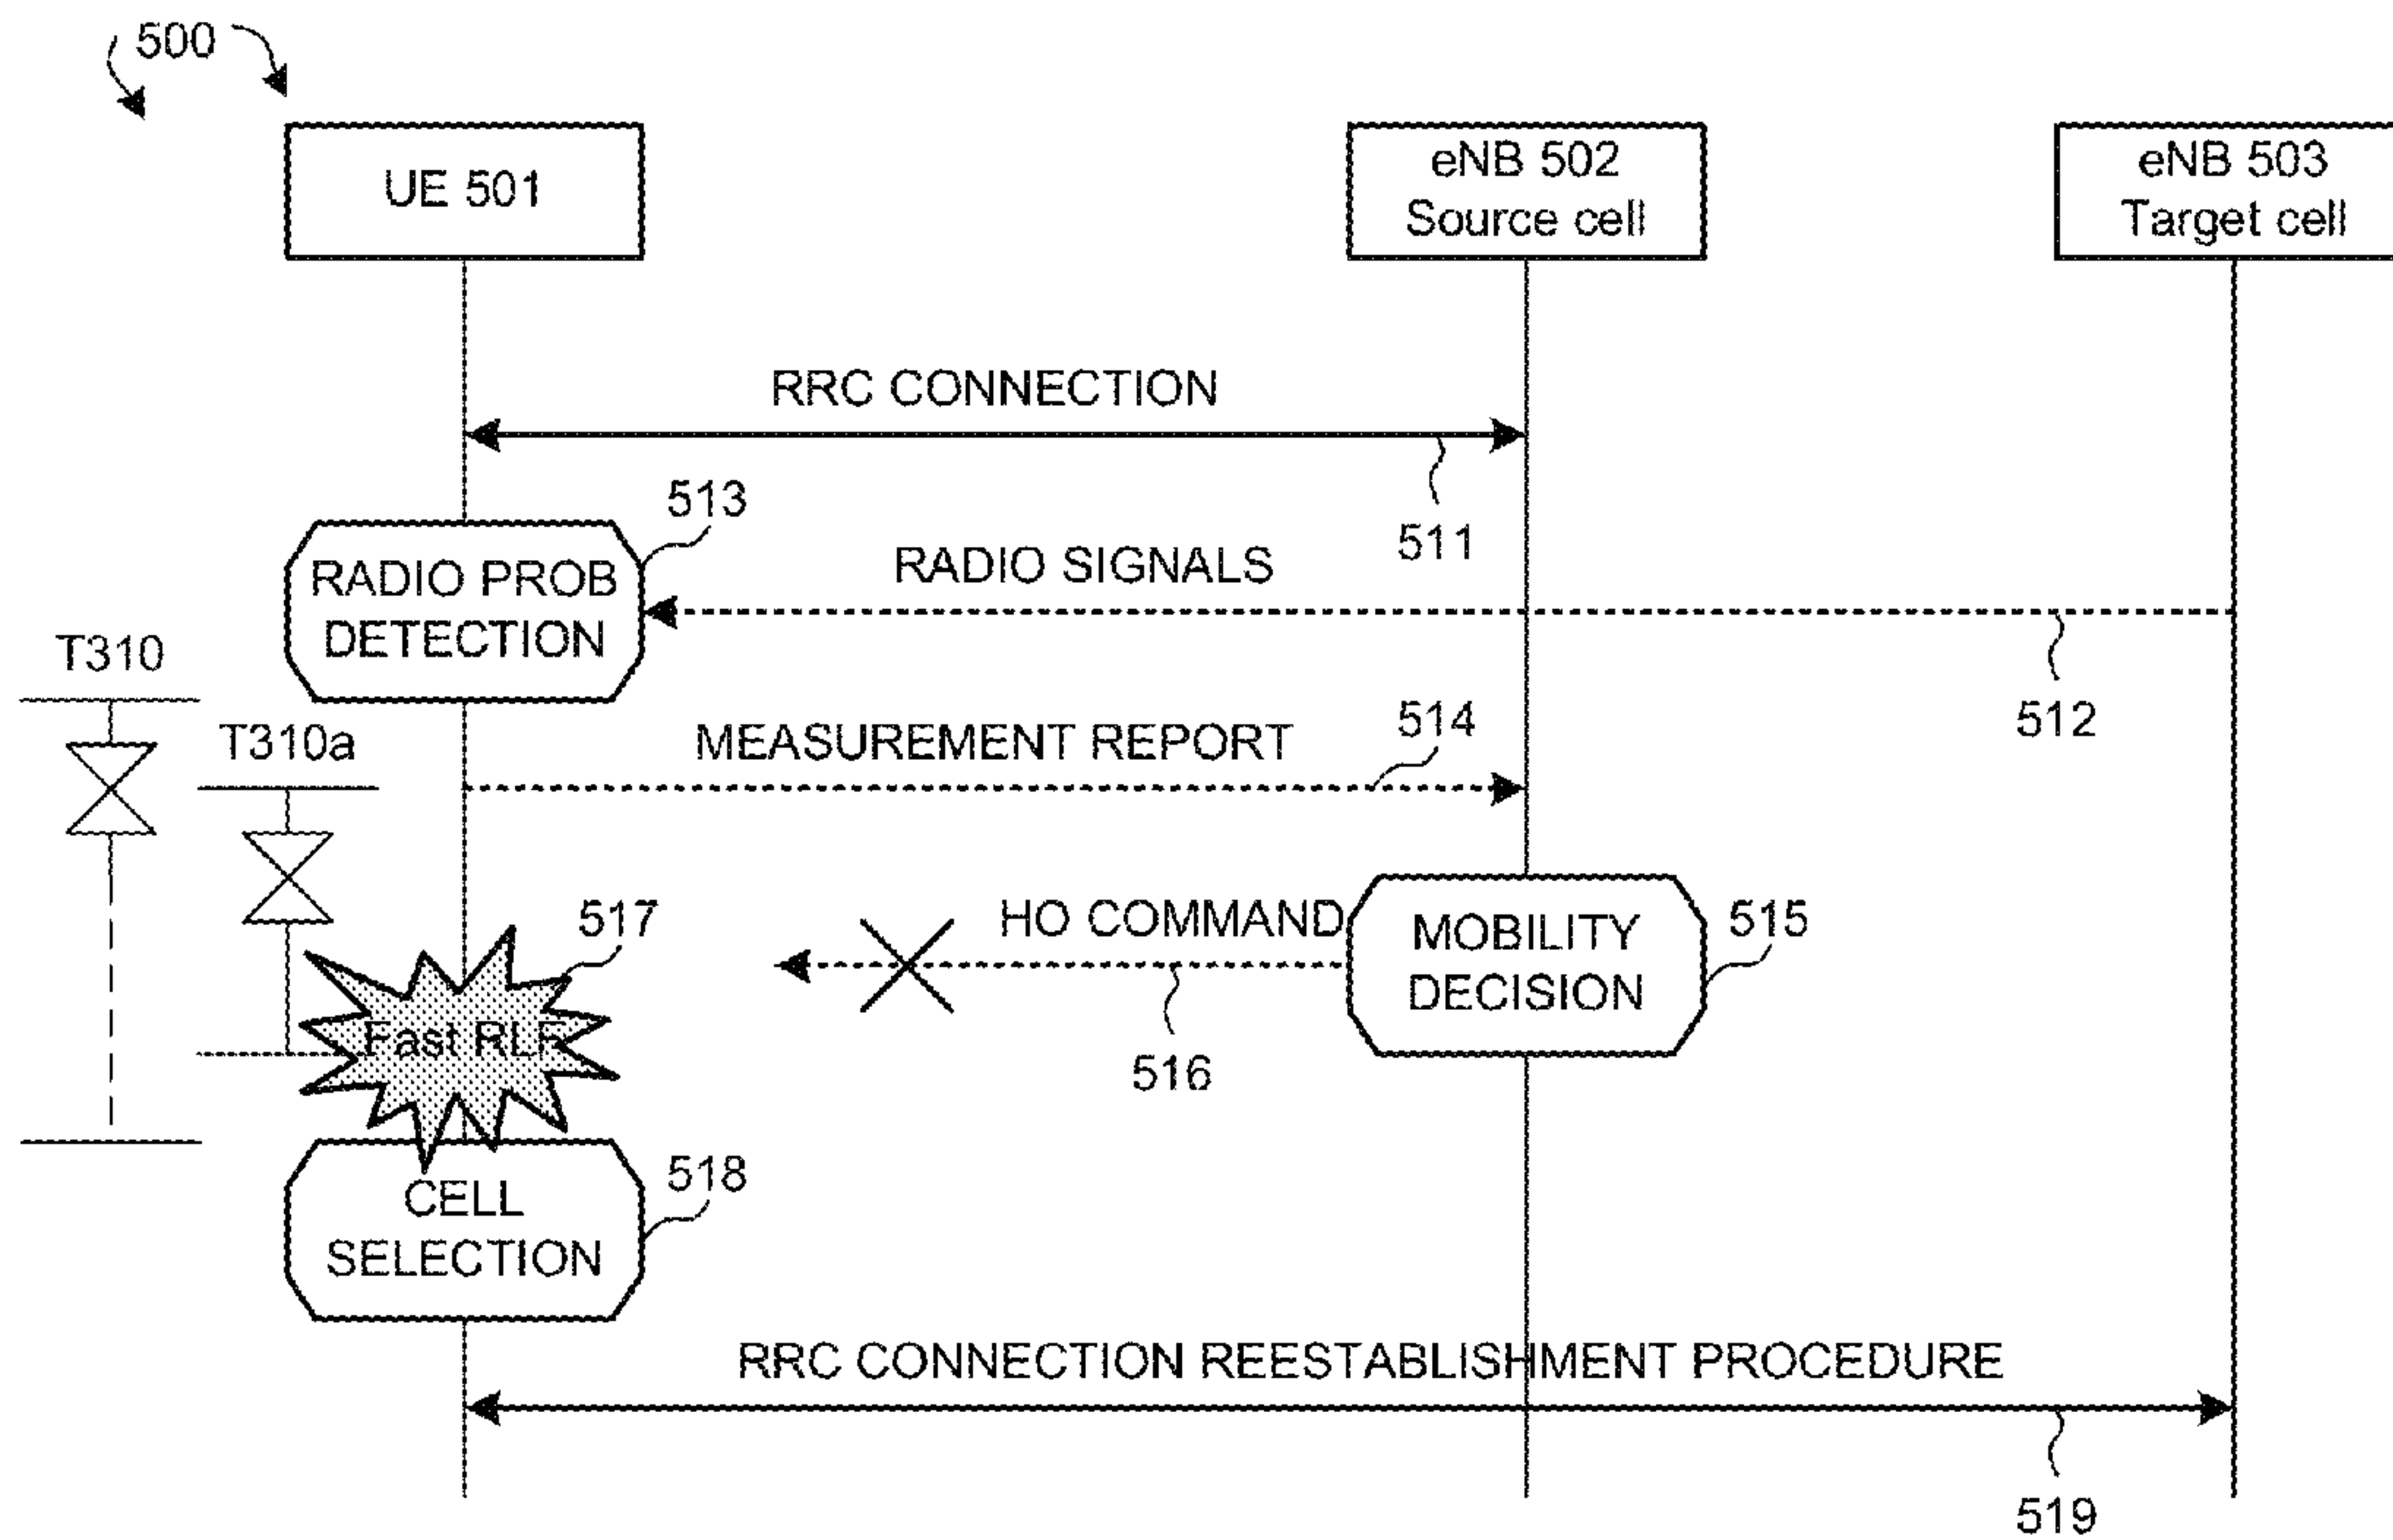 500
UE 501
eNB 502
Source cell
eNB 503
Target cell
RRC CONNECTION
511
513
RADIO PROB
DETECTION
RADIO SIGNALS
512
T310
T310a
MEASUREMENT REPORT
514
HO COMMAND
516
MOBILITY
DECISION
515
517
Fast RLF
CELL
SELECTION
518
RRC CONNECTION REESTABLISHMENT PROCEDURE
519